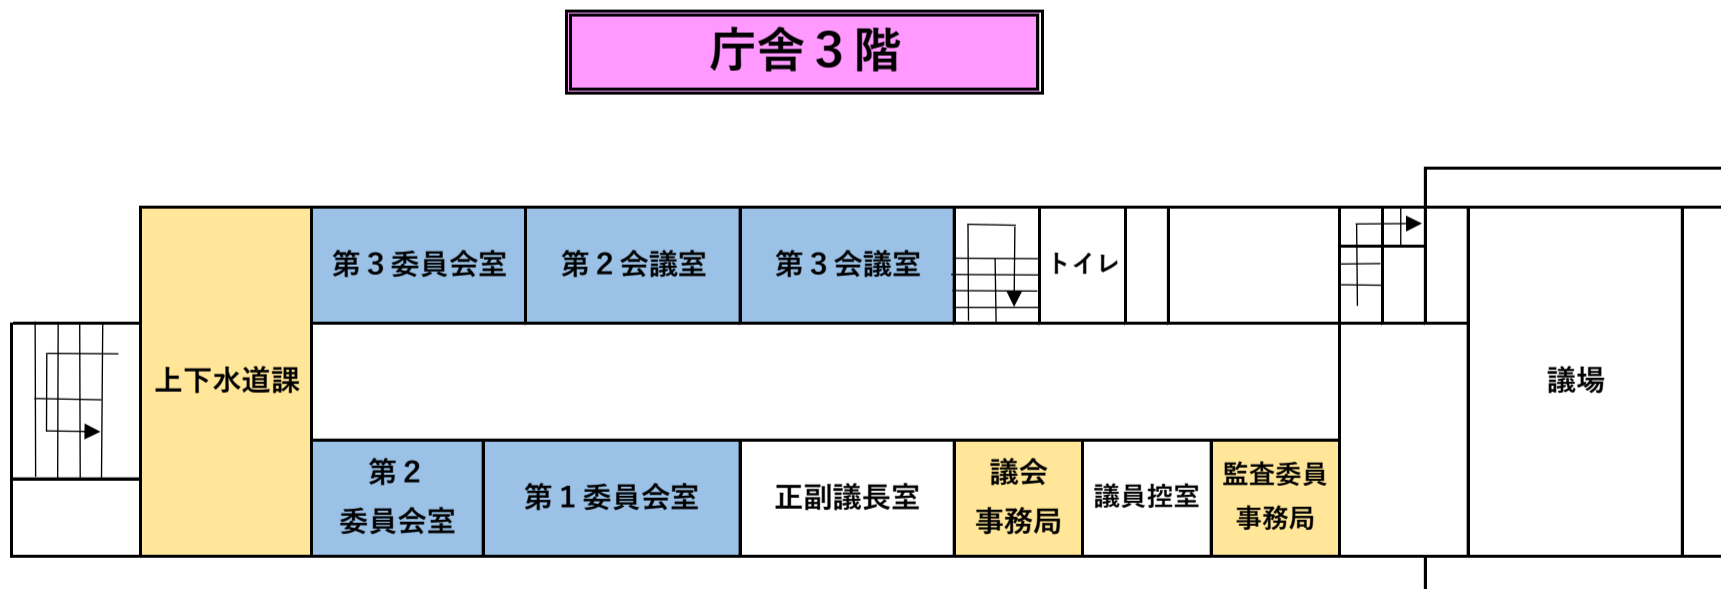 庁舎３階
第３委員会室
第２会議室
第３会議室
トイレ
上下水道課
議場
第２
委員会室
第１委員会室
正副議長室
議会
事務局
議員控室
監査委員
事務局